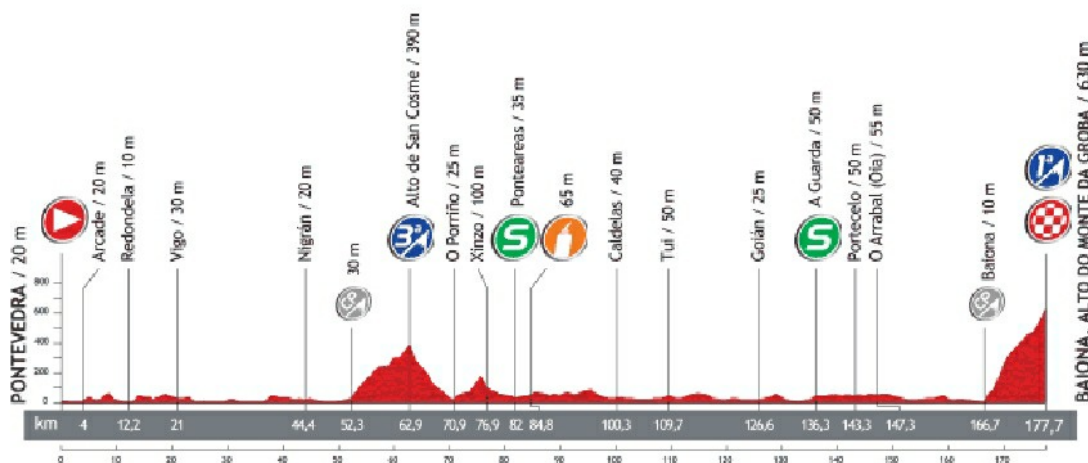 PONTEVEDRA / 20 m
Arcade / 20 m
Redondela / 10 m
Vigo / 30 m
Nigrán / 20 m
30 m
Alto de San Cosme / 390 m
3ª
O Porriño / 25 m
Xinzo / 100 m
Ponteareas / 35 m
S
65 m
Caldelas / 40 m
Tui / 50 m
Goián / 25 m
A Guarda / 50 m
S
Portecelo / 50 m
O Arrabal (Oia) / 55 m
Baiona / 10 m
1ª
BAIONA. ALTO DO MONTE DA GROBA / 630 m
800
600
400
200
0
km 4 12,2 21 44,4 52,3 62,9 70,9 76,9 82 84,8 100,3 109,7 126,6 136,3 143,3 147,3 166,7 177,7
0 10 20 30 40 50 60 70 80 90 100 110 120 130 140 150 160 170